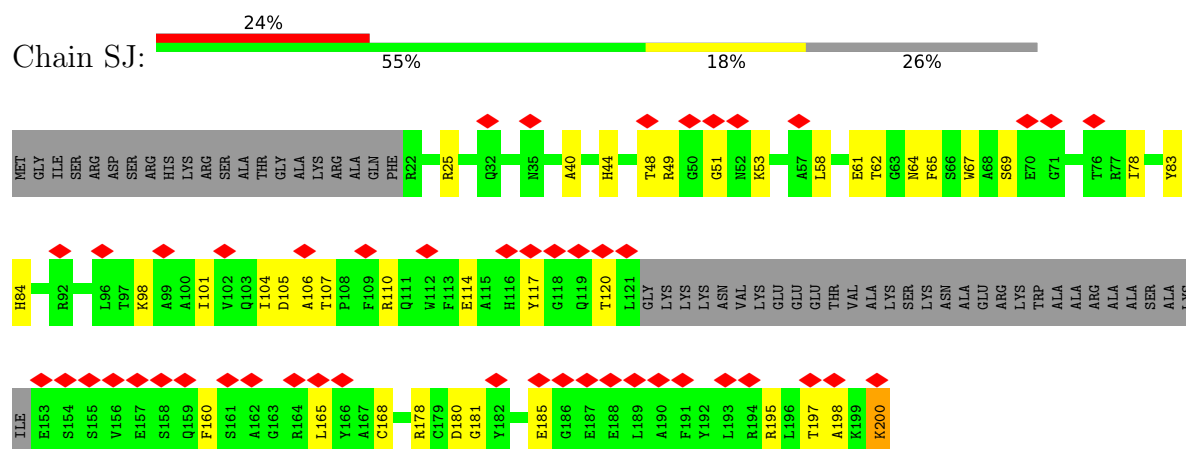 24%
Chain SJ:
55% 18% 26%
MET GLY ILE SER ARG ASP SER ARG HIS LYS ARG SER ALA THR GLY ALA LYS ARG ALA GLN PHE R22 R25 Q32 N35 A40 H44 T48 R49 G50 G51 N52 K53 A57 L58 E61 T62 G63 N64 F65 S66 W67 A68 S69 E70 G71 T76 R77 I78 Y83
H84 R92 L96 T97 K98 A99 A100 I101 V102 Q103 I104 D105 A106 T107 P108 F109 R110 Q111 W112 F113 E114 A115 H116 Y117 G118 Q119 T120 L121 GLY LYS LYS LYS ASN VAL LYS GLU GLU GLU THR VAL ALA LYS SER LYS ASN ALA GLU ARG LYS TRP ALA ALA ARG ALA ALA SER ALA LYS
ILE E153 S154 S155 V156 E157 S158 Q159 F160 S161 A162 G163 R164 L165 Y166 A167 C168 R178 C179 D180 G181 Y182 E185 G186 E187 E188 L189 A190 F191 Y192 L193 R194 R195 L196 T197 A198 K199 K200